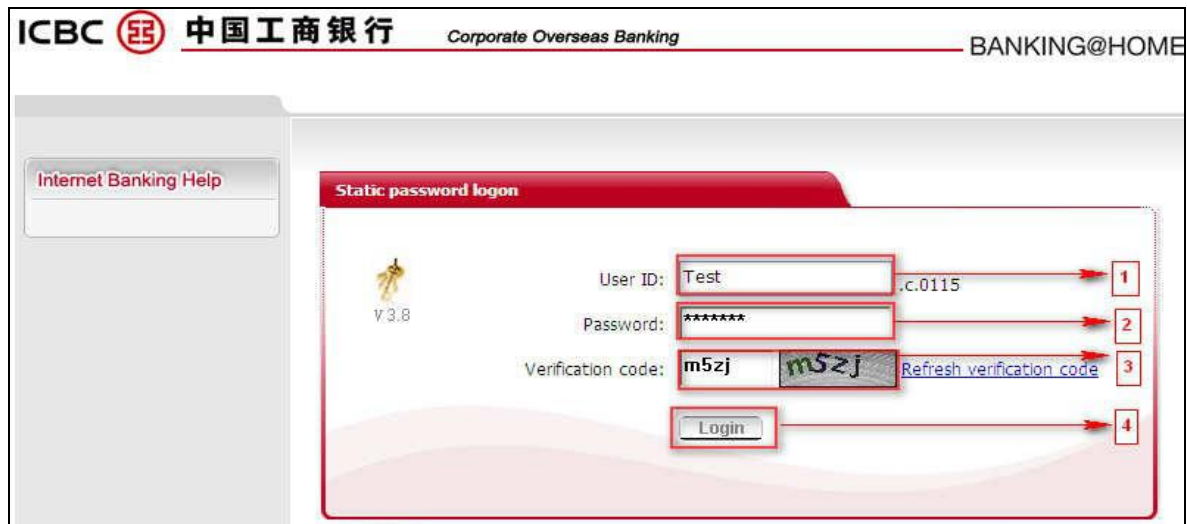 ICBC 中国工商银行 Corporate Overseas Banking BANKING@HOME
Internet Banking Help
Static password logon
User ID: Test .c.0115 1
V 3.8
Password: ******* 2
Verification code: m5zj m5zj Refresh verification code 3
Login 4